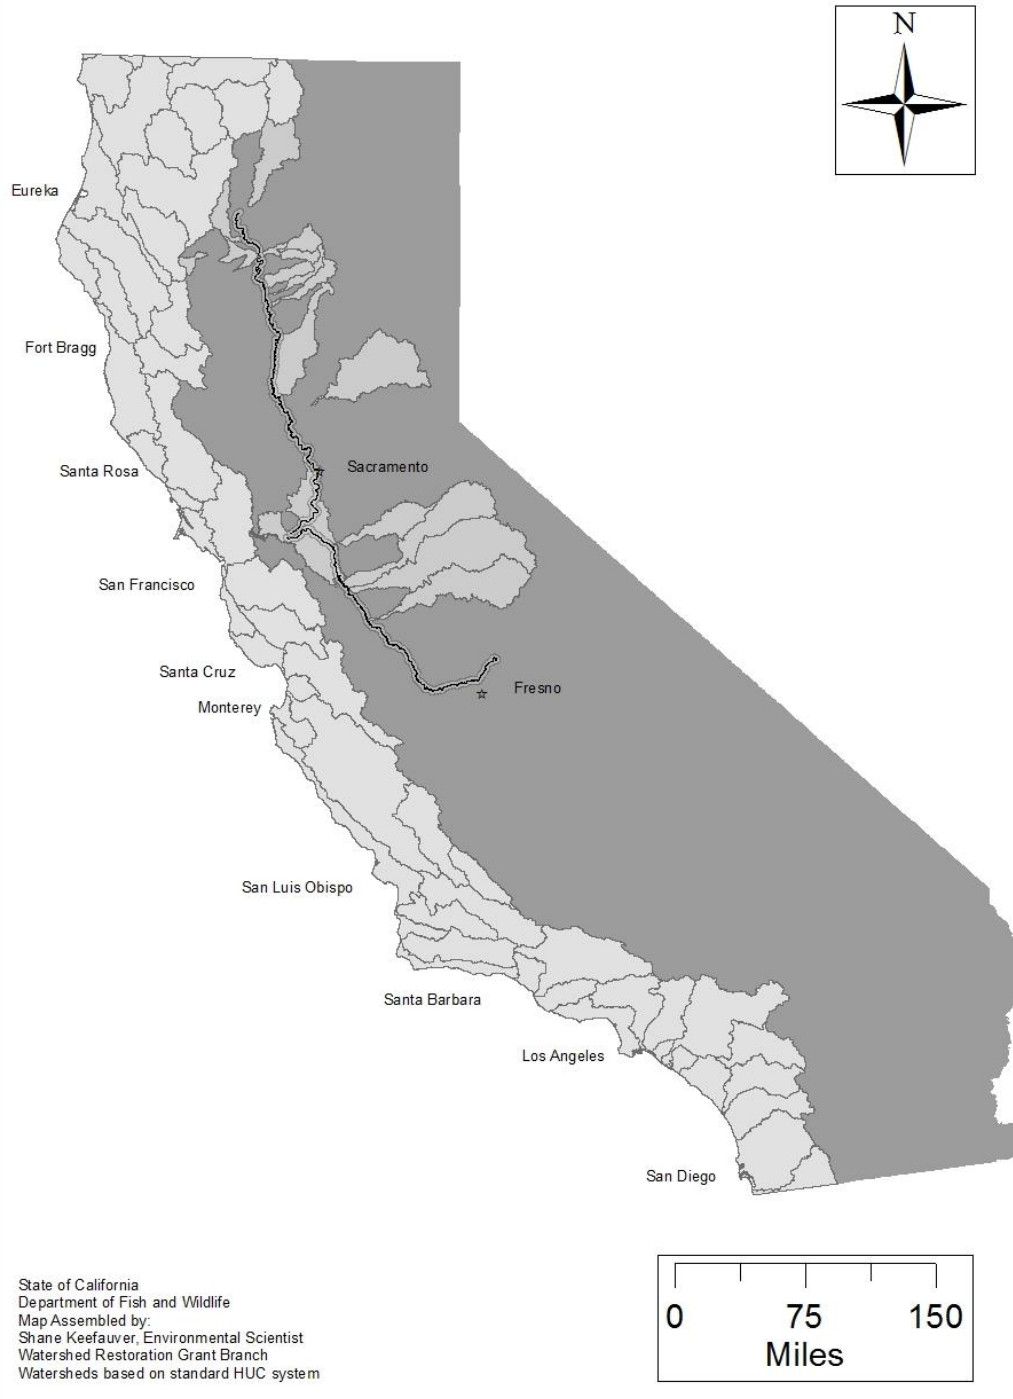 N
Eureka
Fort Bragg
Santa Rosa
Sacramento
San Francisco
Santa Cruz
Fresno
Monterey
San Luis Obispo
Santa Barbara
Los Angeles
San Diego
State of California
Department of Fish and Wildlife
Map Assembled by:
Shane Keefauver, Environmental Scientist
Watershed Restoration Grant Branch
Watersheds based on standard HUC system
0 75 150
Miles